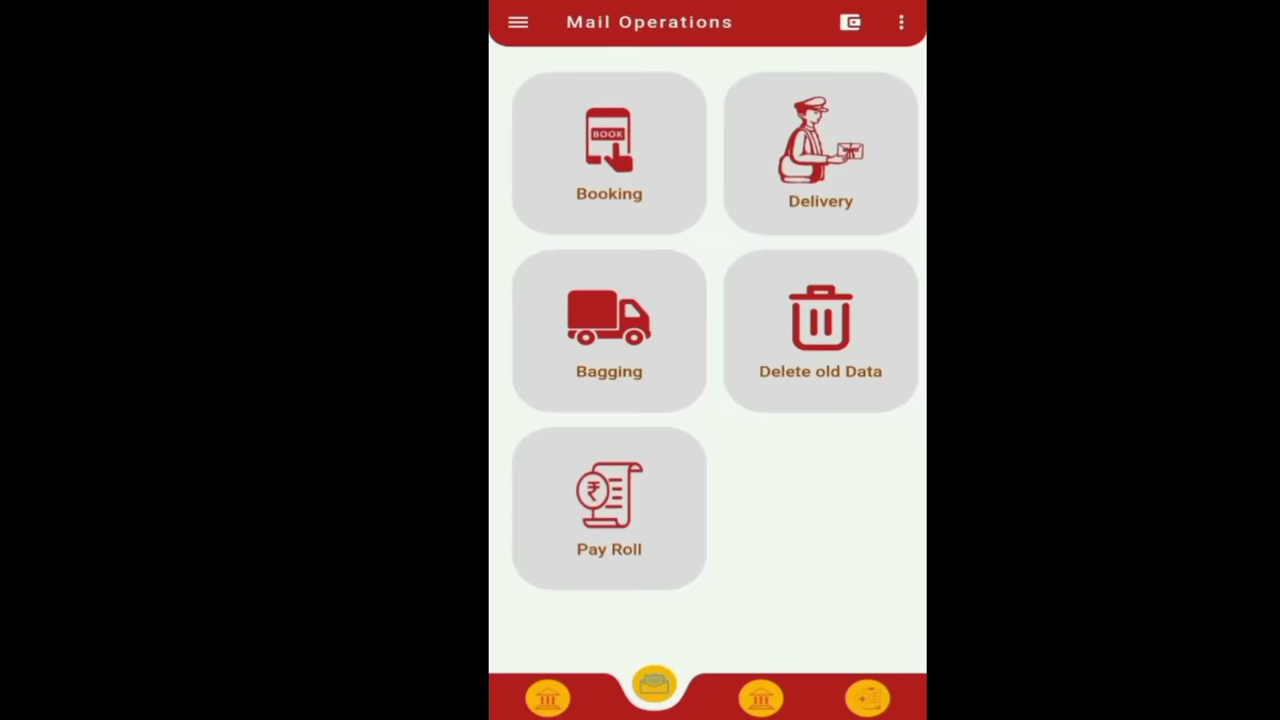 Mail Operations
BOOK
Booking
Delivery
Bagging
Delete old Data
₹
Pay Roll